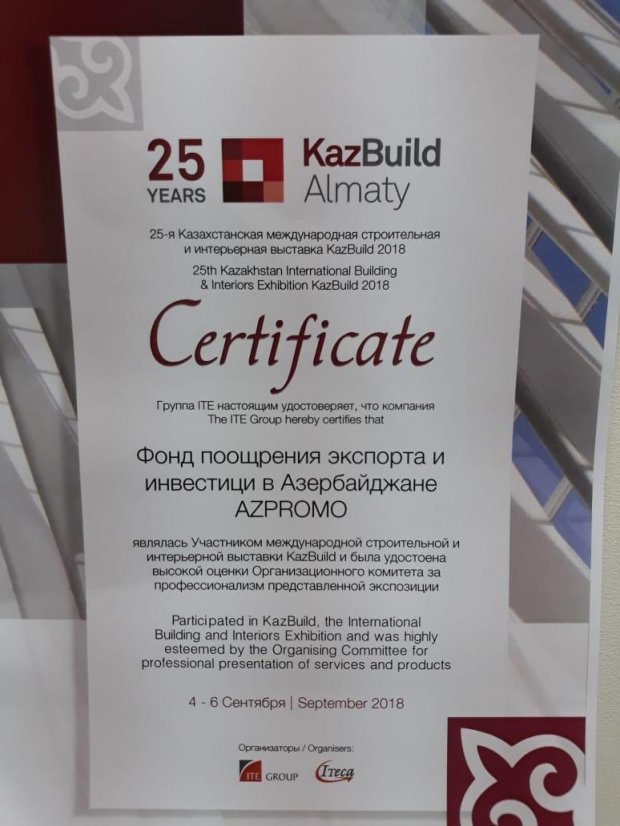 25 KazBuild
YEARS Almaty
25-я Казахстанская международная строительная
и интерьерная выставка KazBuild 2018
25th Kazakhstan International Building
& Interiors Exhibition KazBuild 2018
Certificate
Группа ITE настоящим удостоверяет, что компания
The ITE Group hereby certifies that
Фонд поощрения экспорта и
инвестици в Азербайджане
AZPROMO
являлась Участником международной строительной и
интерьерной выставки KazBuild и была удостоена
высокой оценки Организационного комитета за
профессионализм представленной экспозиции
Participated in KazBuild, the International
Building and Interiors Exhibition and was highly
esteemed by the Organising Committee for
professional presentation of services and products
4 - 6 Сентября | September 2018
Организаторы / Organisers:
ITE GROUP Iteca